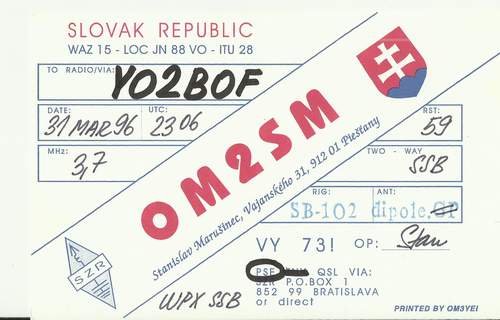 SLOVAK REPUBLIC
WAZ 15 - LOC JN 88 VO - ITU 28
TO RADIO/VIA:
YO2BOF
DATE:
31 MAR 96
UTC:
2306
RST:
59
MHz:
3,7
TWO - WAY
SSB
OM2SM
Stanislav Marušinec, Vajanského 31, 912 01 Piešťany
RIG:
SB-102
ANT:
dipole, GP
VY 73! OP: Stan
SZR
WPX SSB
PSE QSL VIA:
SZR P.O.BOX 1
852 99 BRATISLAVA
or direct
PRINTED BY OM3YEI